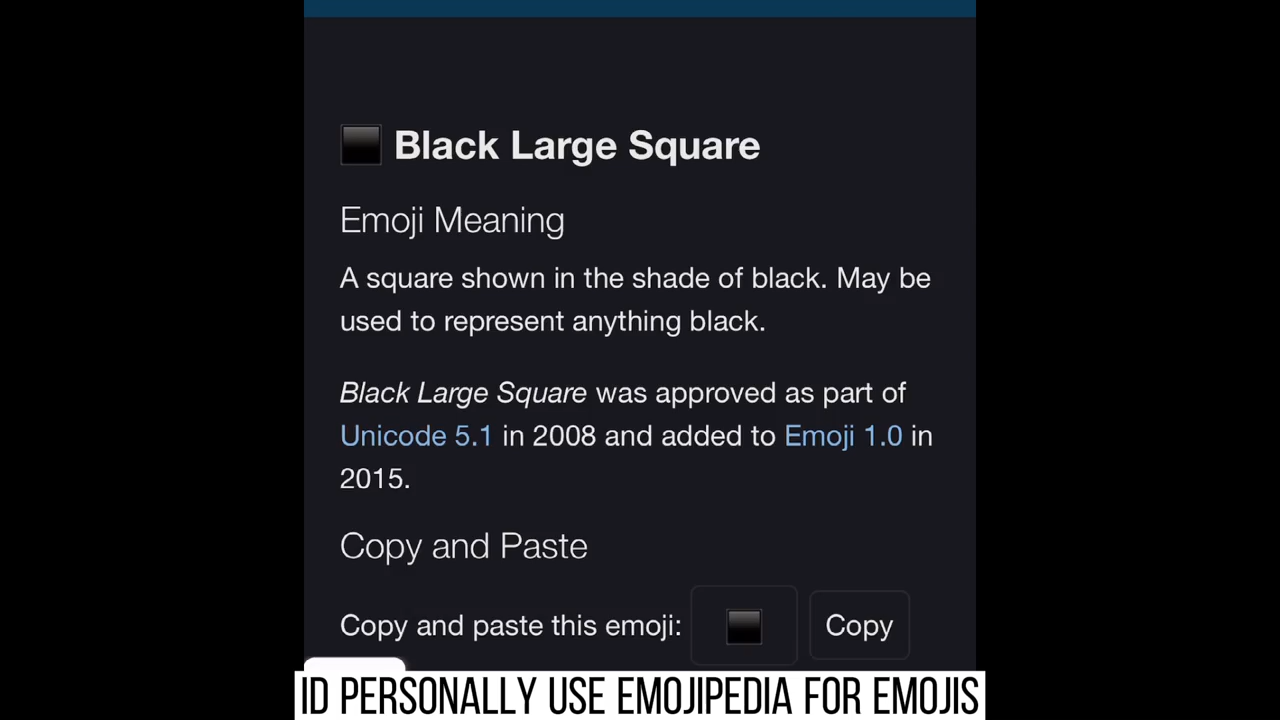 Black Large Square
Emoji Meaning
A square shown in the shade of black. May be
used to represent anything black.
Black Large Square was approved as part of
Unicode 5.1 in 2008 and added to Emoji 1.0 in
2015.
Copy and Paste
Copy and paste this emoji: Copy
ID PERSONALLY USE EMOJIPEDIA FOR EMOJIS